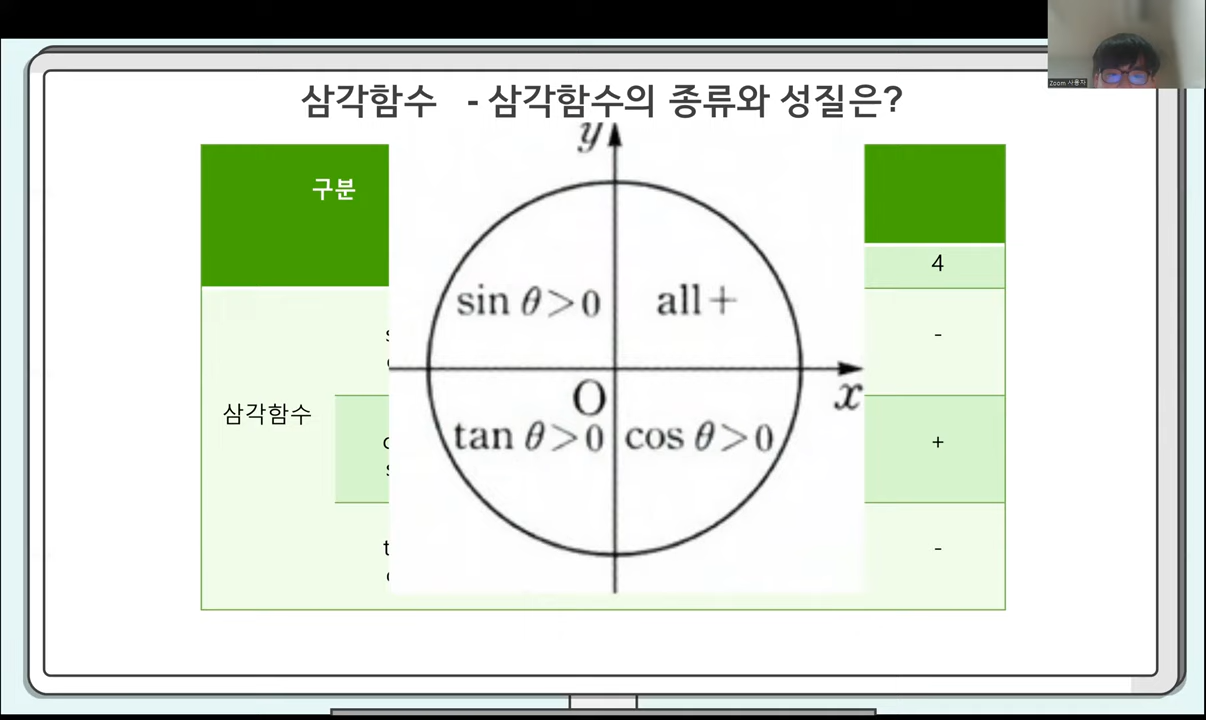 Zoom 사용자
삼각함수 - 삼각함수의 종류와 성질은?
y
구분
4
sin θ>0
all+
-
x
O
삼각함수
tan θ>0
cos θ>0
+
-